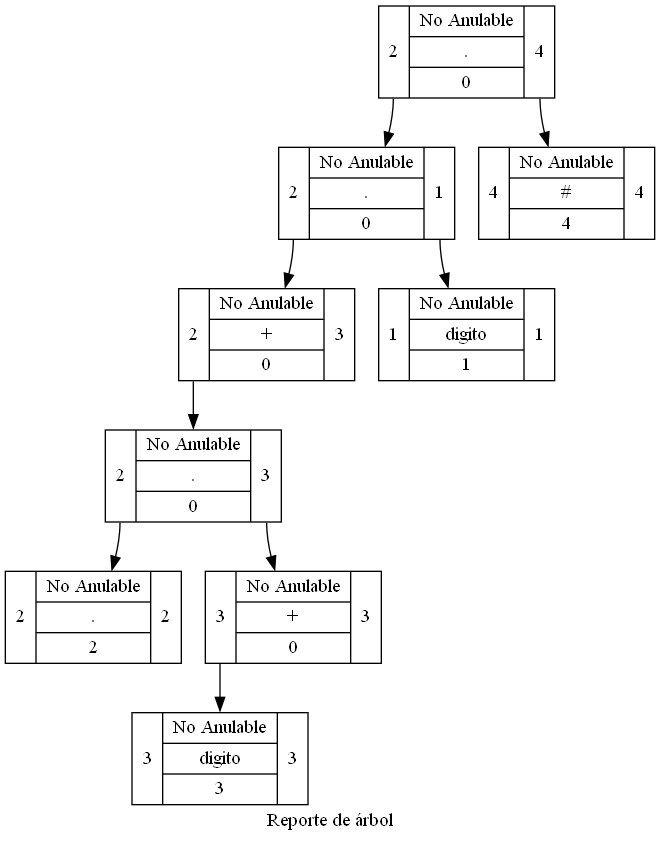 No Anulable
2 . 4
0
No Anulable
2 . 1
0
No Anulable
4 # 4
4
No Anulable
2 + 3
0
No Anulable
1 digito 1
1
No Anulable
2 . 3
0
No Anulable
2 . 2
2
No Anulable
3 + 3
0
No Anulable
3 digito 3
3
Reporte de árbol